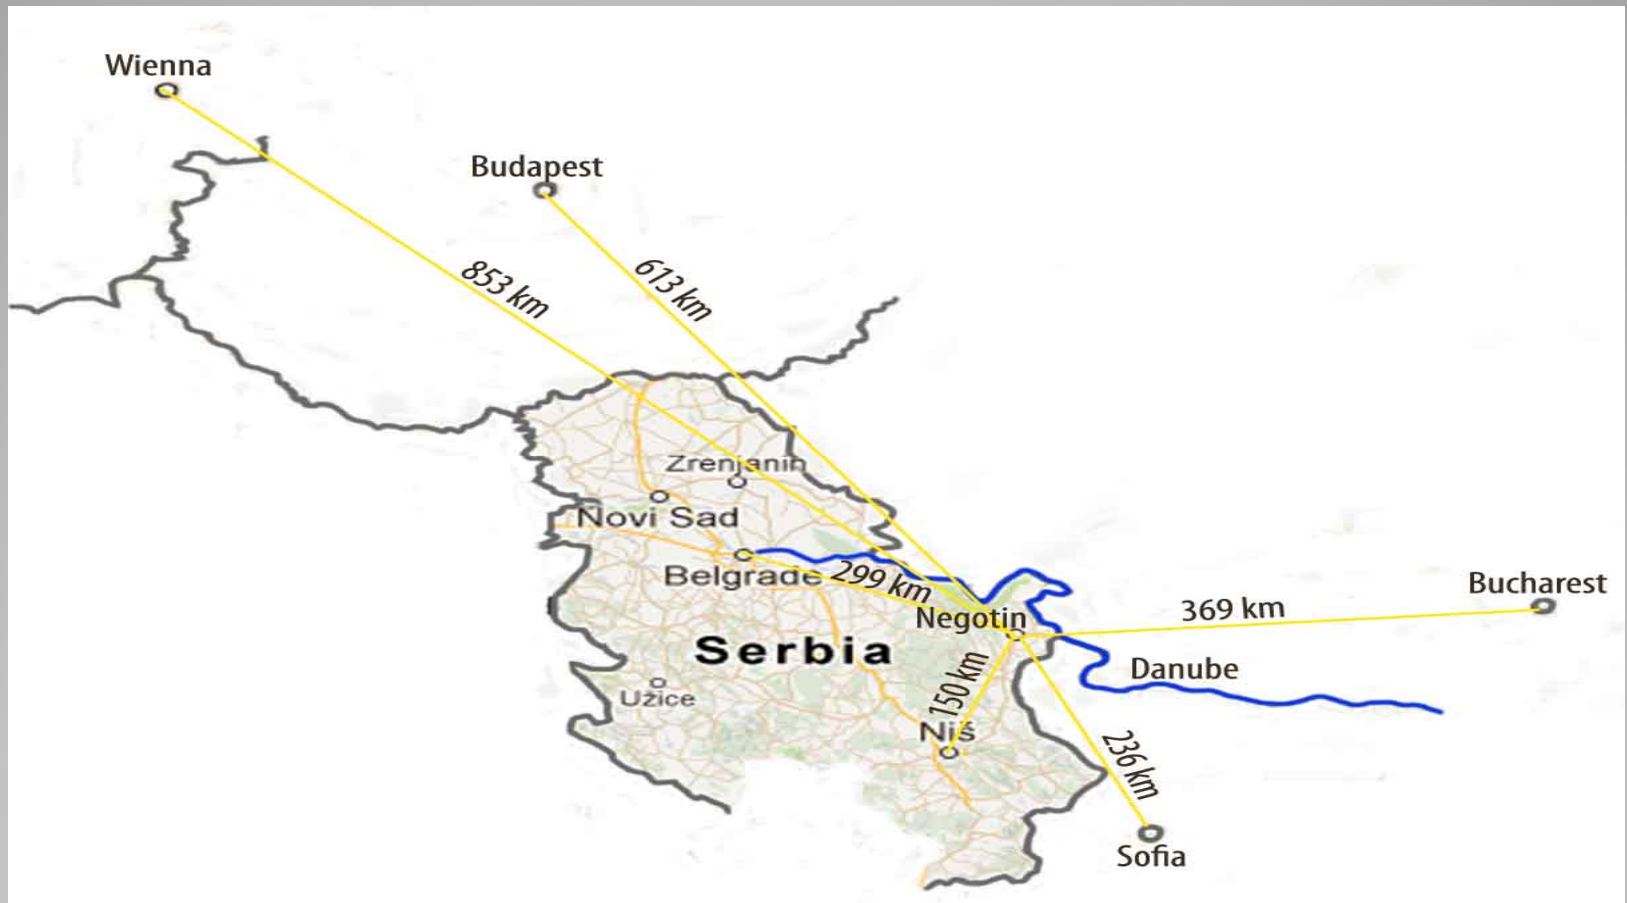 Wienna
Budapest
853 km
613 km
Zrenjanin
Novi Sad
Belgrade
299 km
Negotin
Bucharest
369 km
Serbia
150 km
Danube
Užice
Niš
236 km
Sofia